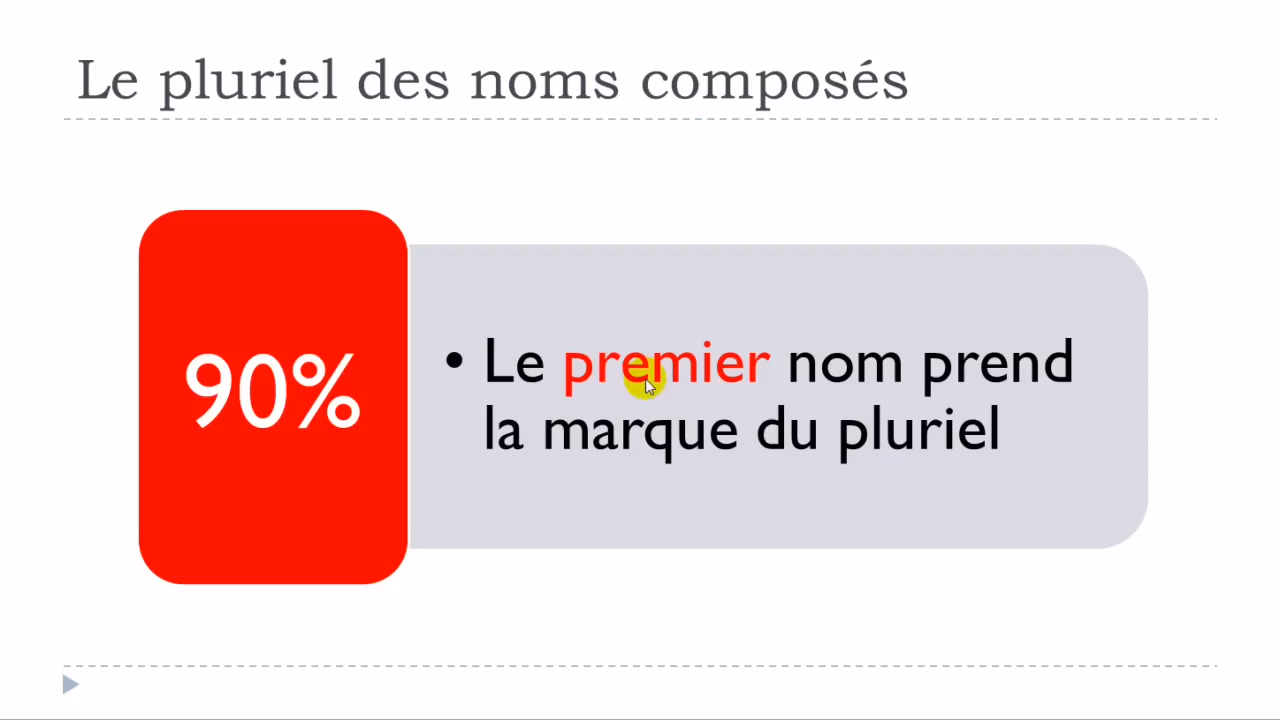 Le pluriel des noms composés
90%
• Le premier nom prend
la marque du pluriel